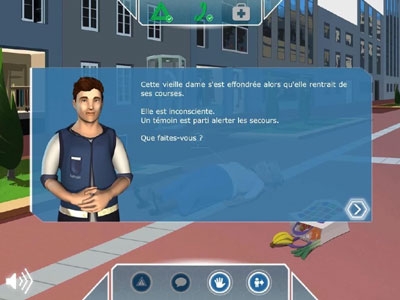 Cette vieille dame s'est effondrée alors qu'elle rentrait de
ses courses.
Elle est inconsciente.
Un témoin est parti alerter les secours.
Que faites-vous ?